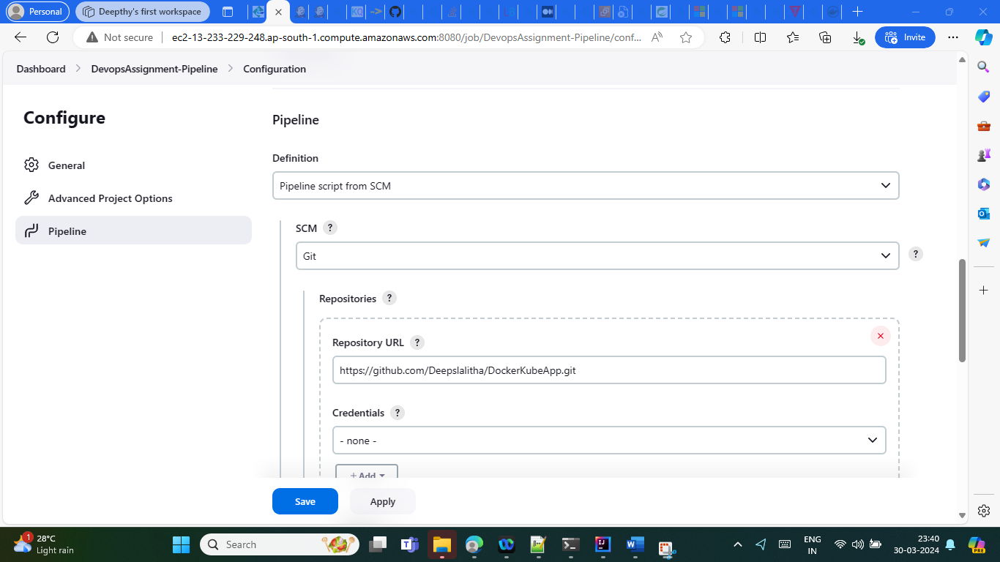 Personal
Deepthy's first workspace
Not secure
ec2-13-233-229-248.ap-south-1.compute.amazonaws.com:8080/job/DevopsAssignment-Pipeline/conf...
Invite
Dashboard
DevopsAssignment-Pipeline
Configuration
Configure
General
Advanced Project Options
Pipeline
Pipeline
Definition
Pipeline script from SCM
SCM ?
Git
?
Repositories ?
Repository URL ?
https://github.com/Deepslalitha/DockerKubeApp.git
Credentials ?
- none -
+ Add
Save
Apply
1
28°C
Light rain
Search
ENG
IN
23:40
30-03-2024
PRE